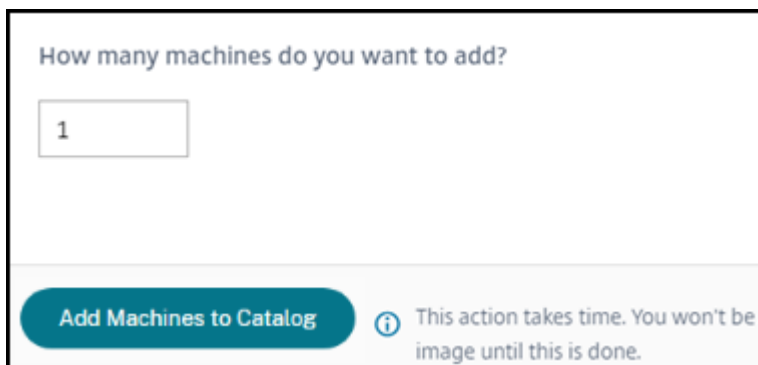 How many machines do you want to add?
1
Add Machines to Catalog
This action takes time. You won't be
image until this is done.